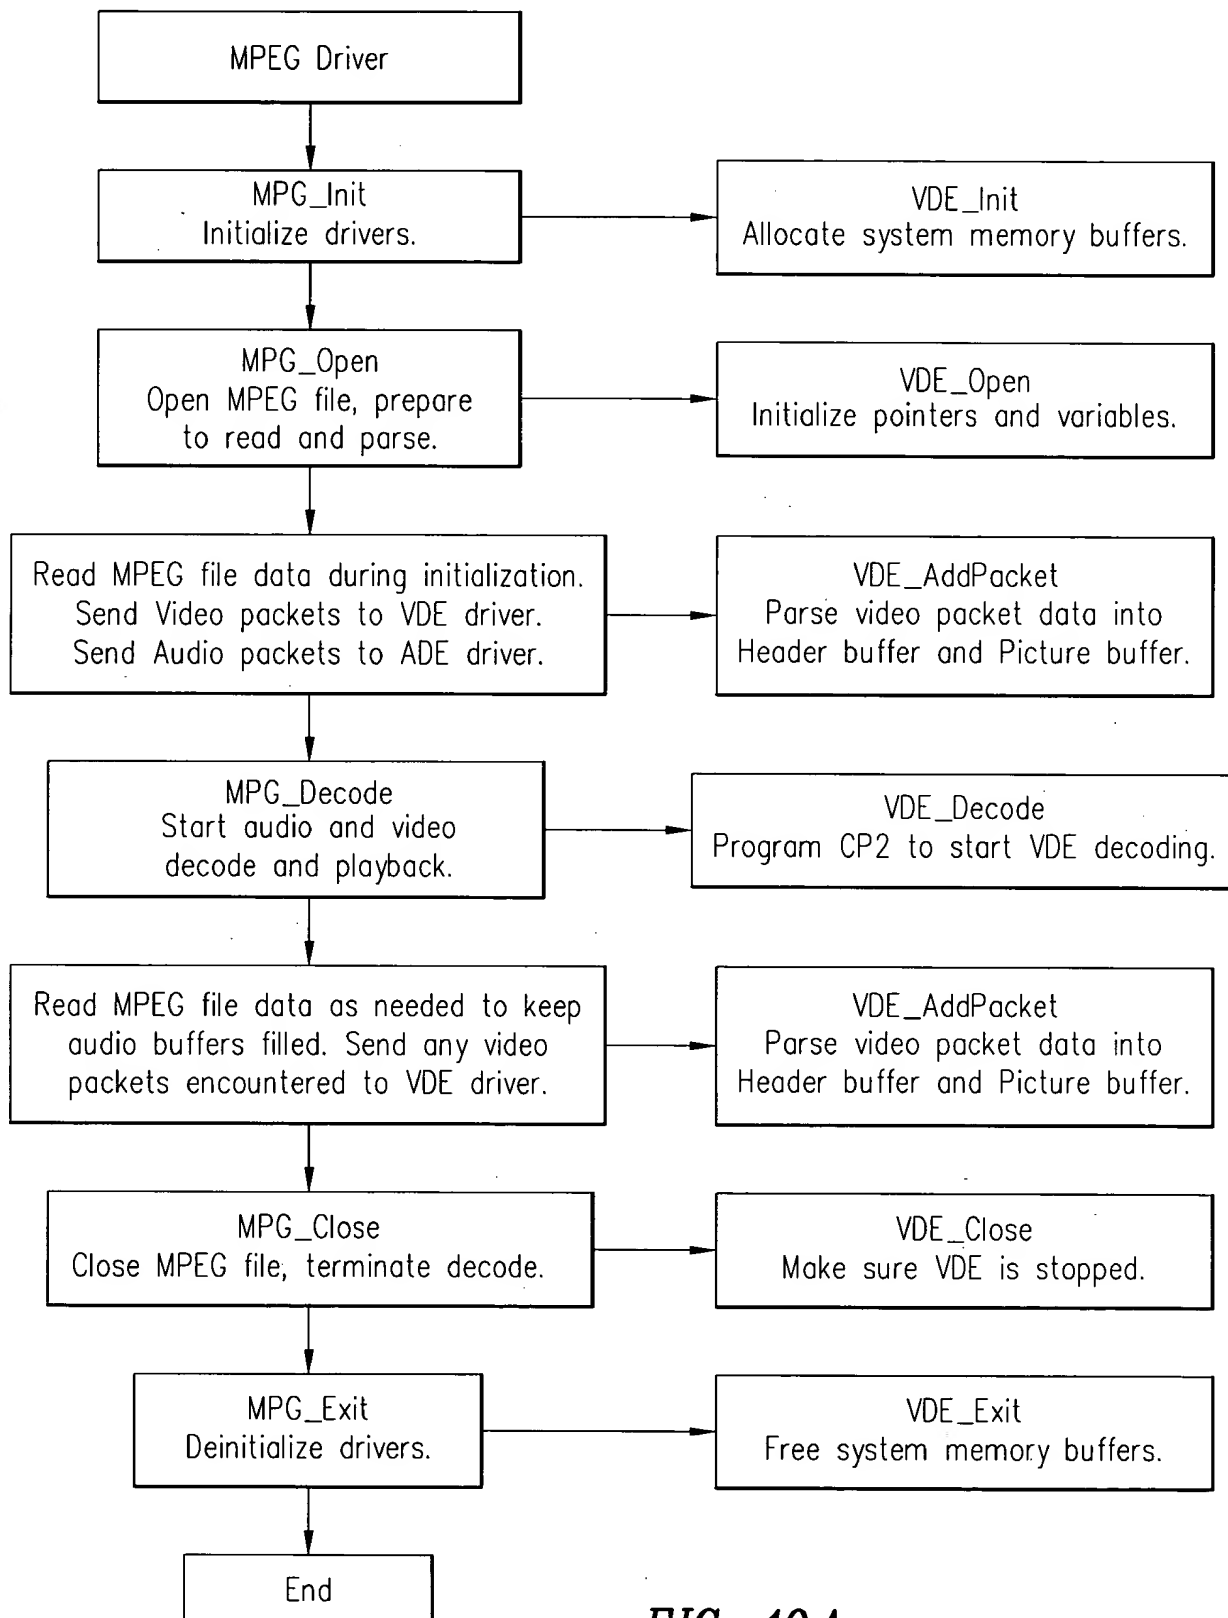 MPEG Driver
MPG_Init
Initialize drivers.
VDE_Init
Allocate system memory buffers.
MPG_Open
Open MPEG file, prepare
to read and parse.
VDE_Open
Initialize pointers and variables.
Read MPEG file data during initialization.
Send Video packets to VDE driver.
Send Audio packets to ADE driver.
VDE_AddPacket
Parse video packet data into
Header buffer and Picture buffer.
MPG_Decode
Start audio and video
decode and playback.
VDE_Decode
Program CP2 to start VDE decoding.
Read MPEG file data as needed to keep
audio buffers filled. Send any video
packets encountered to VDE driver.
VDE_AddPacket
Parse video packet data into
Header buffer and Picture buffer.
MPG_Close
Close MPEG file, terminate decode.
VDE_Close
Make sure VDE is stopped.
MPG_Exit
Deinitialize drivers.
VDE_Exit
Free system memory buffers.
End